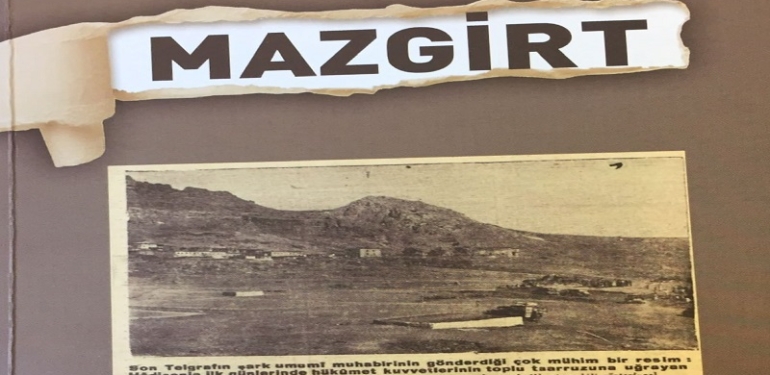 MAZGİRT
Son Telgrafın şark umumî muhabirinin gönderdiği çok mühim bir resim :
Hâdisenin ilk günlerinde hükûmet kuvvetlerinin toplu taarruzuna uğrayan